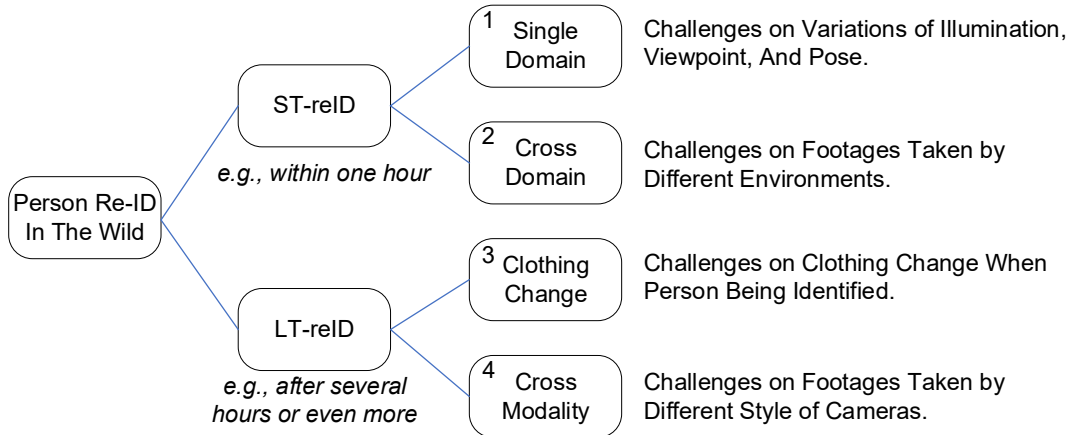 Person Re-ID
In The Wild
ST-reID
e.g., within one hour
LT-reID
e.g., after several
hours or even more
1
Single
Domain
Challenges on Variations of Illumination,
Viewpoint, And Pose.
2
Cross
Domain
Challenges on Footages Taken by
Different Environments.
3
Clothing
Change
Challenges on Clothing Change When
Person Being Identified.
4
Cross
Modality
Challenges on Footages Taken by
Different Style of Cameras.